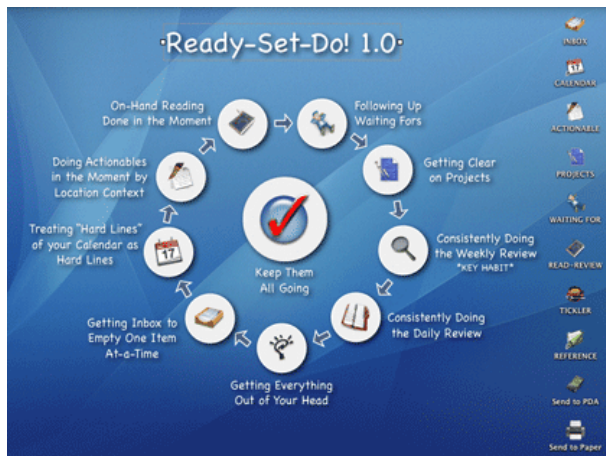 ·Ready-Set-Do! 1.0·
On-Hand Reading
Done in the Moment
Following Up
Waiting Fors
Getting Clear
on Projects
Consistently Doing
the Weekly Review
*KEY HABIT*
Consistently Doing
the Daily Review
Getting Everything
Out of Your Head
Getting Inbox to
Empty One Item
At-a-Time
Treating "Hard Lines"
of your Calendar as
Hard Lines
Doing Actionables
in the Moment by
Location Context
17
Keep Them
All Going
INBOX
17
CALENDAR
ACTIONABLE
PROJECTS
WAITING FOR
READ-REVIEW
TICKLER
REFERENCE
Send to PDA
Send to Paper